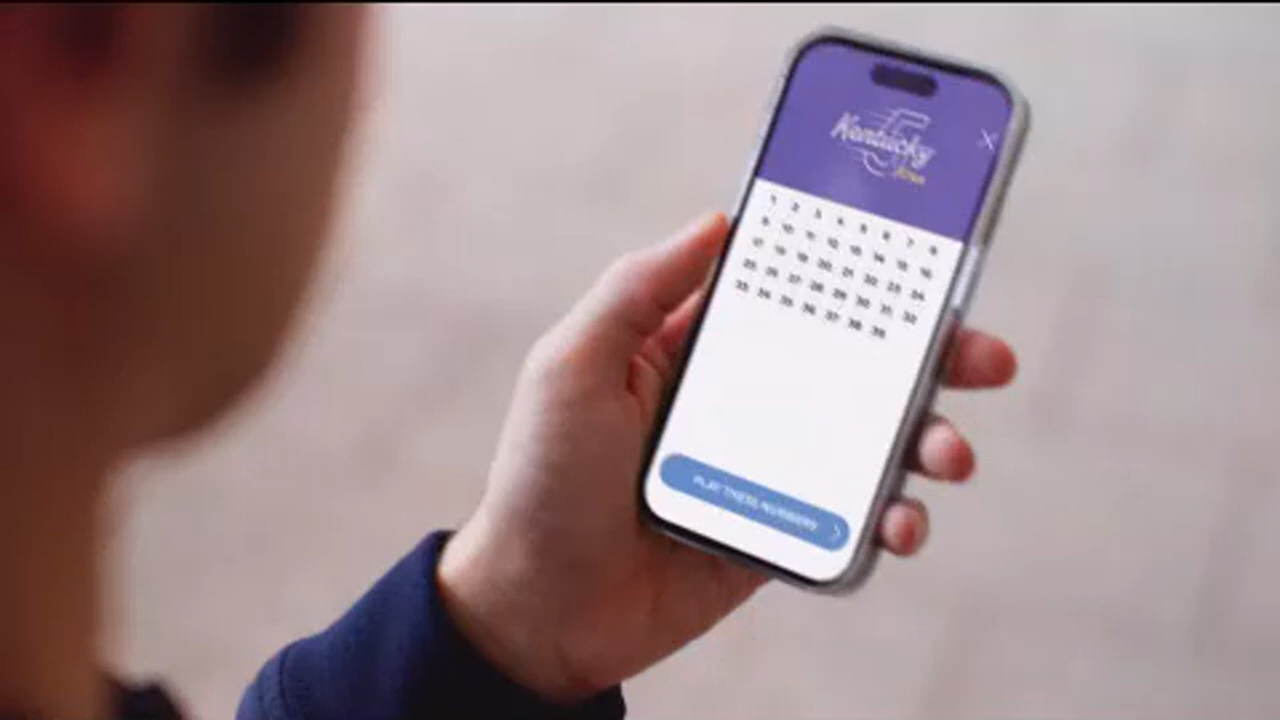 Kentucky
5
1 2 3 4 5 6 7 8
9 10 11 12 13 14 15 16
17 18 19 20 21 22 23 24
25 26 27 28 29 30 31 32
33 34 35 36 37 38 39
PLAY THESE NUMBERS